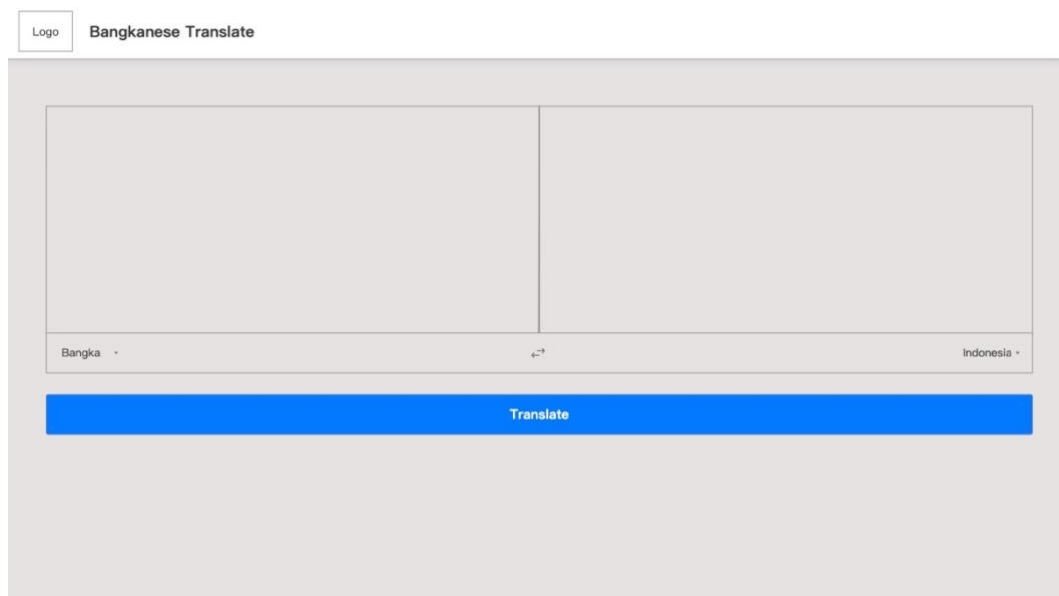 Logo
Bangkanese Translate
Bangka
Indonesia
Translate